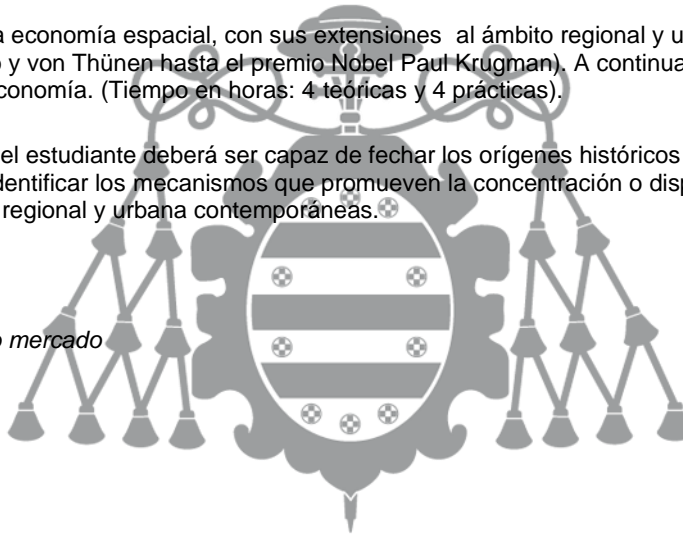 a economía espacial, con sus extensiones al ámbito regional y u
o y von Thünen hasta el premio Nobel Paul Krugman). A continua
conomía. (Tiempo en horas: 4 teóricas y 4 prácticas).
el estudiante deberá ser capaz de fechar los orígenes históricos
dentificar los mecanismos que promueven la concentración o disp
regional y urbana contemporáneas.
o mercado